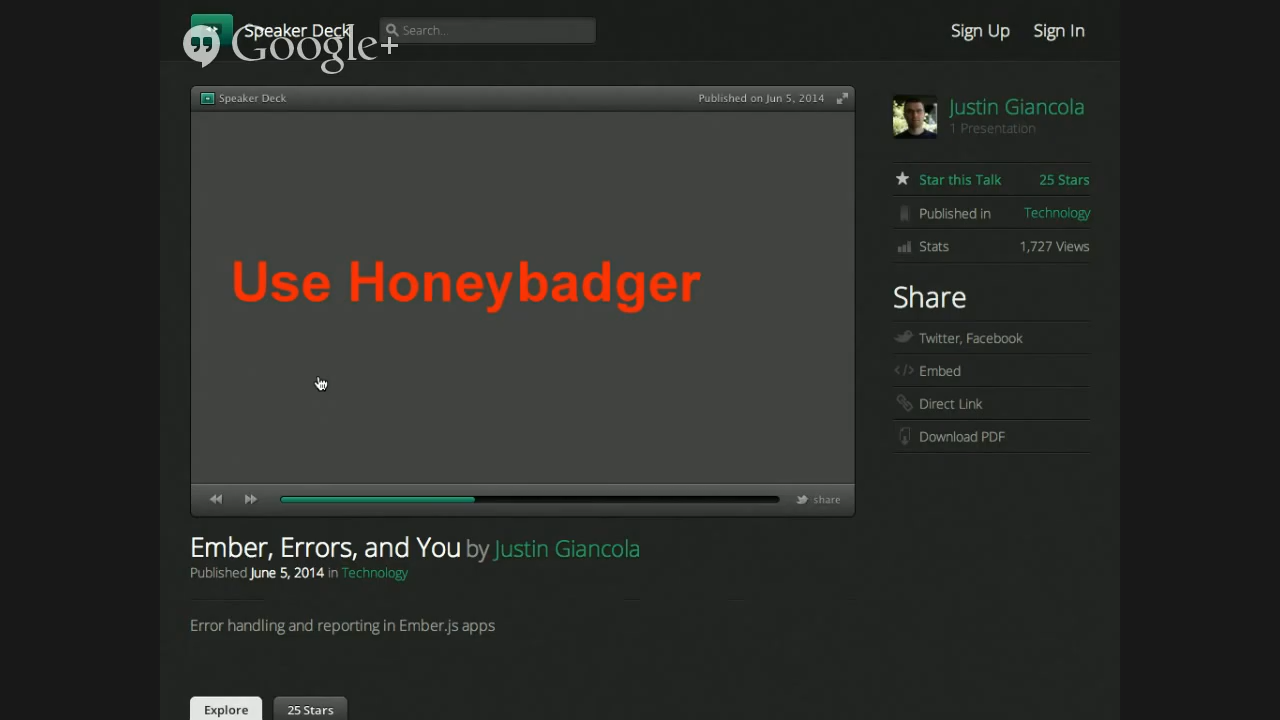 Speaker Deck
Google+
Search...
Sign Up
Sign In
Speaker Deck
Published on Jun 5, 2014
Use Honeybadger
share
Justin Giancola
1 Presentation
Star this Talk 25 Stars
Published in Technology
Stats 1,727 Views
Share
Twitter, Facebook
Embed
Direct Link
Download PDF
Ember, Errors, and You by Justin Giancola
Published June 5, 2014 in Technology
Error handling and reporting in Ember.js apps
Explore
25 Stars